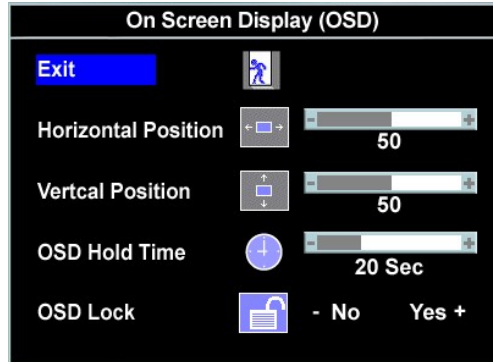 On Screen Display (OSD)
Exit
Horizontal Position
- +
50
Vertcal Position
- +
50
OSD Hold Time
- +
20 Sec
OSD Lock - No Yes +